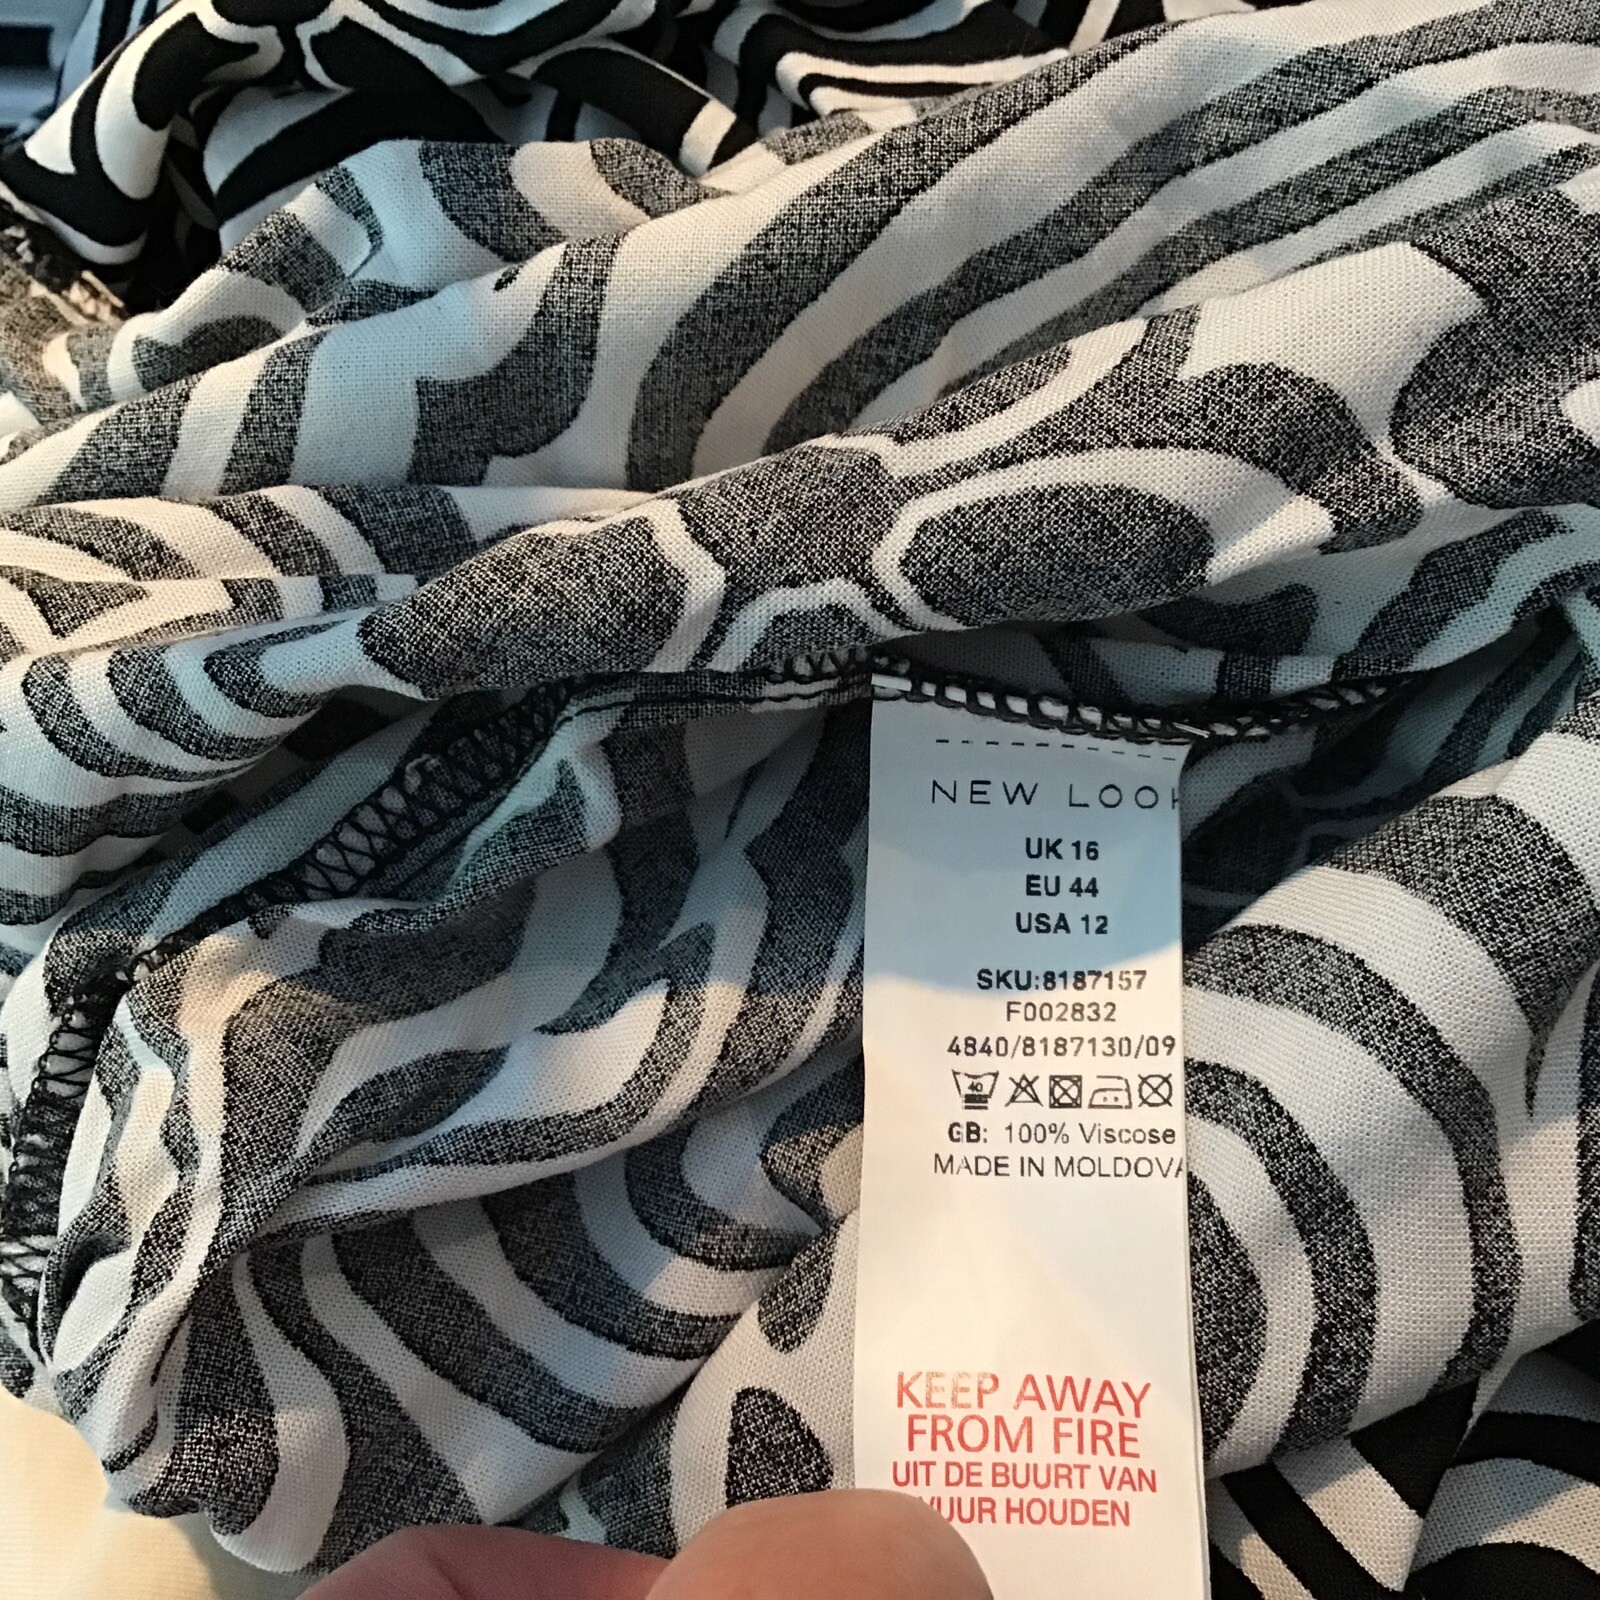 NEW LOOK
UK 16
EU 44
USA 12
SKU:8187157
F002832
4840/8187130/09
40
GB: 100% Viscose
MADE IN MOLDOVA
KEEP AWAY
FROM FIRE
UIT DE BUURT VAN
VUUR HOUDEN